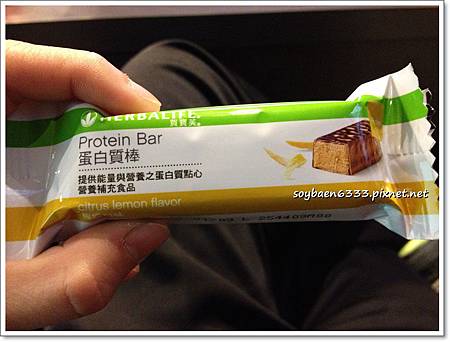 HERBALIFE
賀寶芙
Protein Bar
蛋白質棒
提供能量與營養之蛋白質點心
營養補充食品
citrus lemon flavor
soybaen6333.pixnet.net